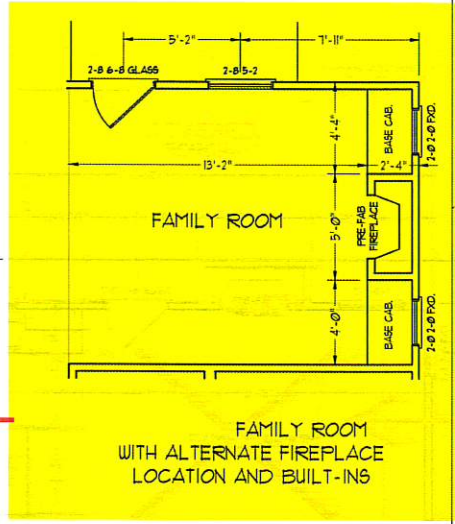 5'-2"
7'-11"
2-8 6-8 GLASS
2-8 5-2
4'-4"
BASE CAB.
2-0 2-0 FXD.
13'-2"
2'-4"
FAMILY ROOM
5'-0"
PRE-FAB
FIREPLACE
4'-0"
BASE CAB.
2-0 2-0 FXD.
FAMILY ROOM
WITH ALTERNATE FIREPLACE
LOCATION AND BUILT-INS